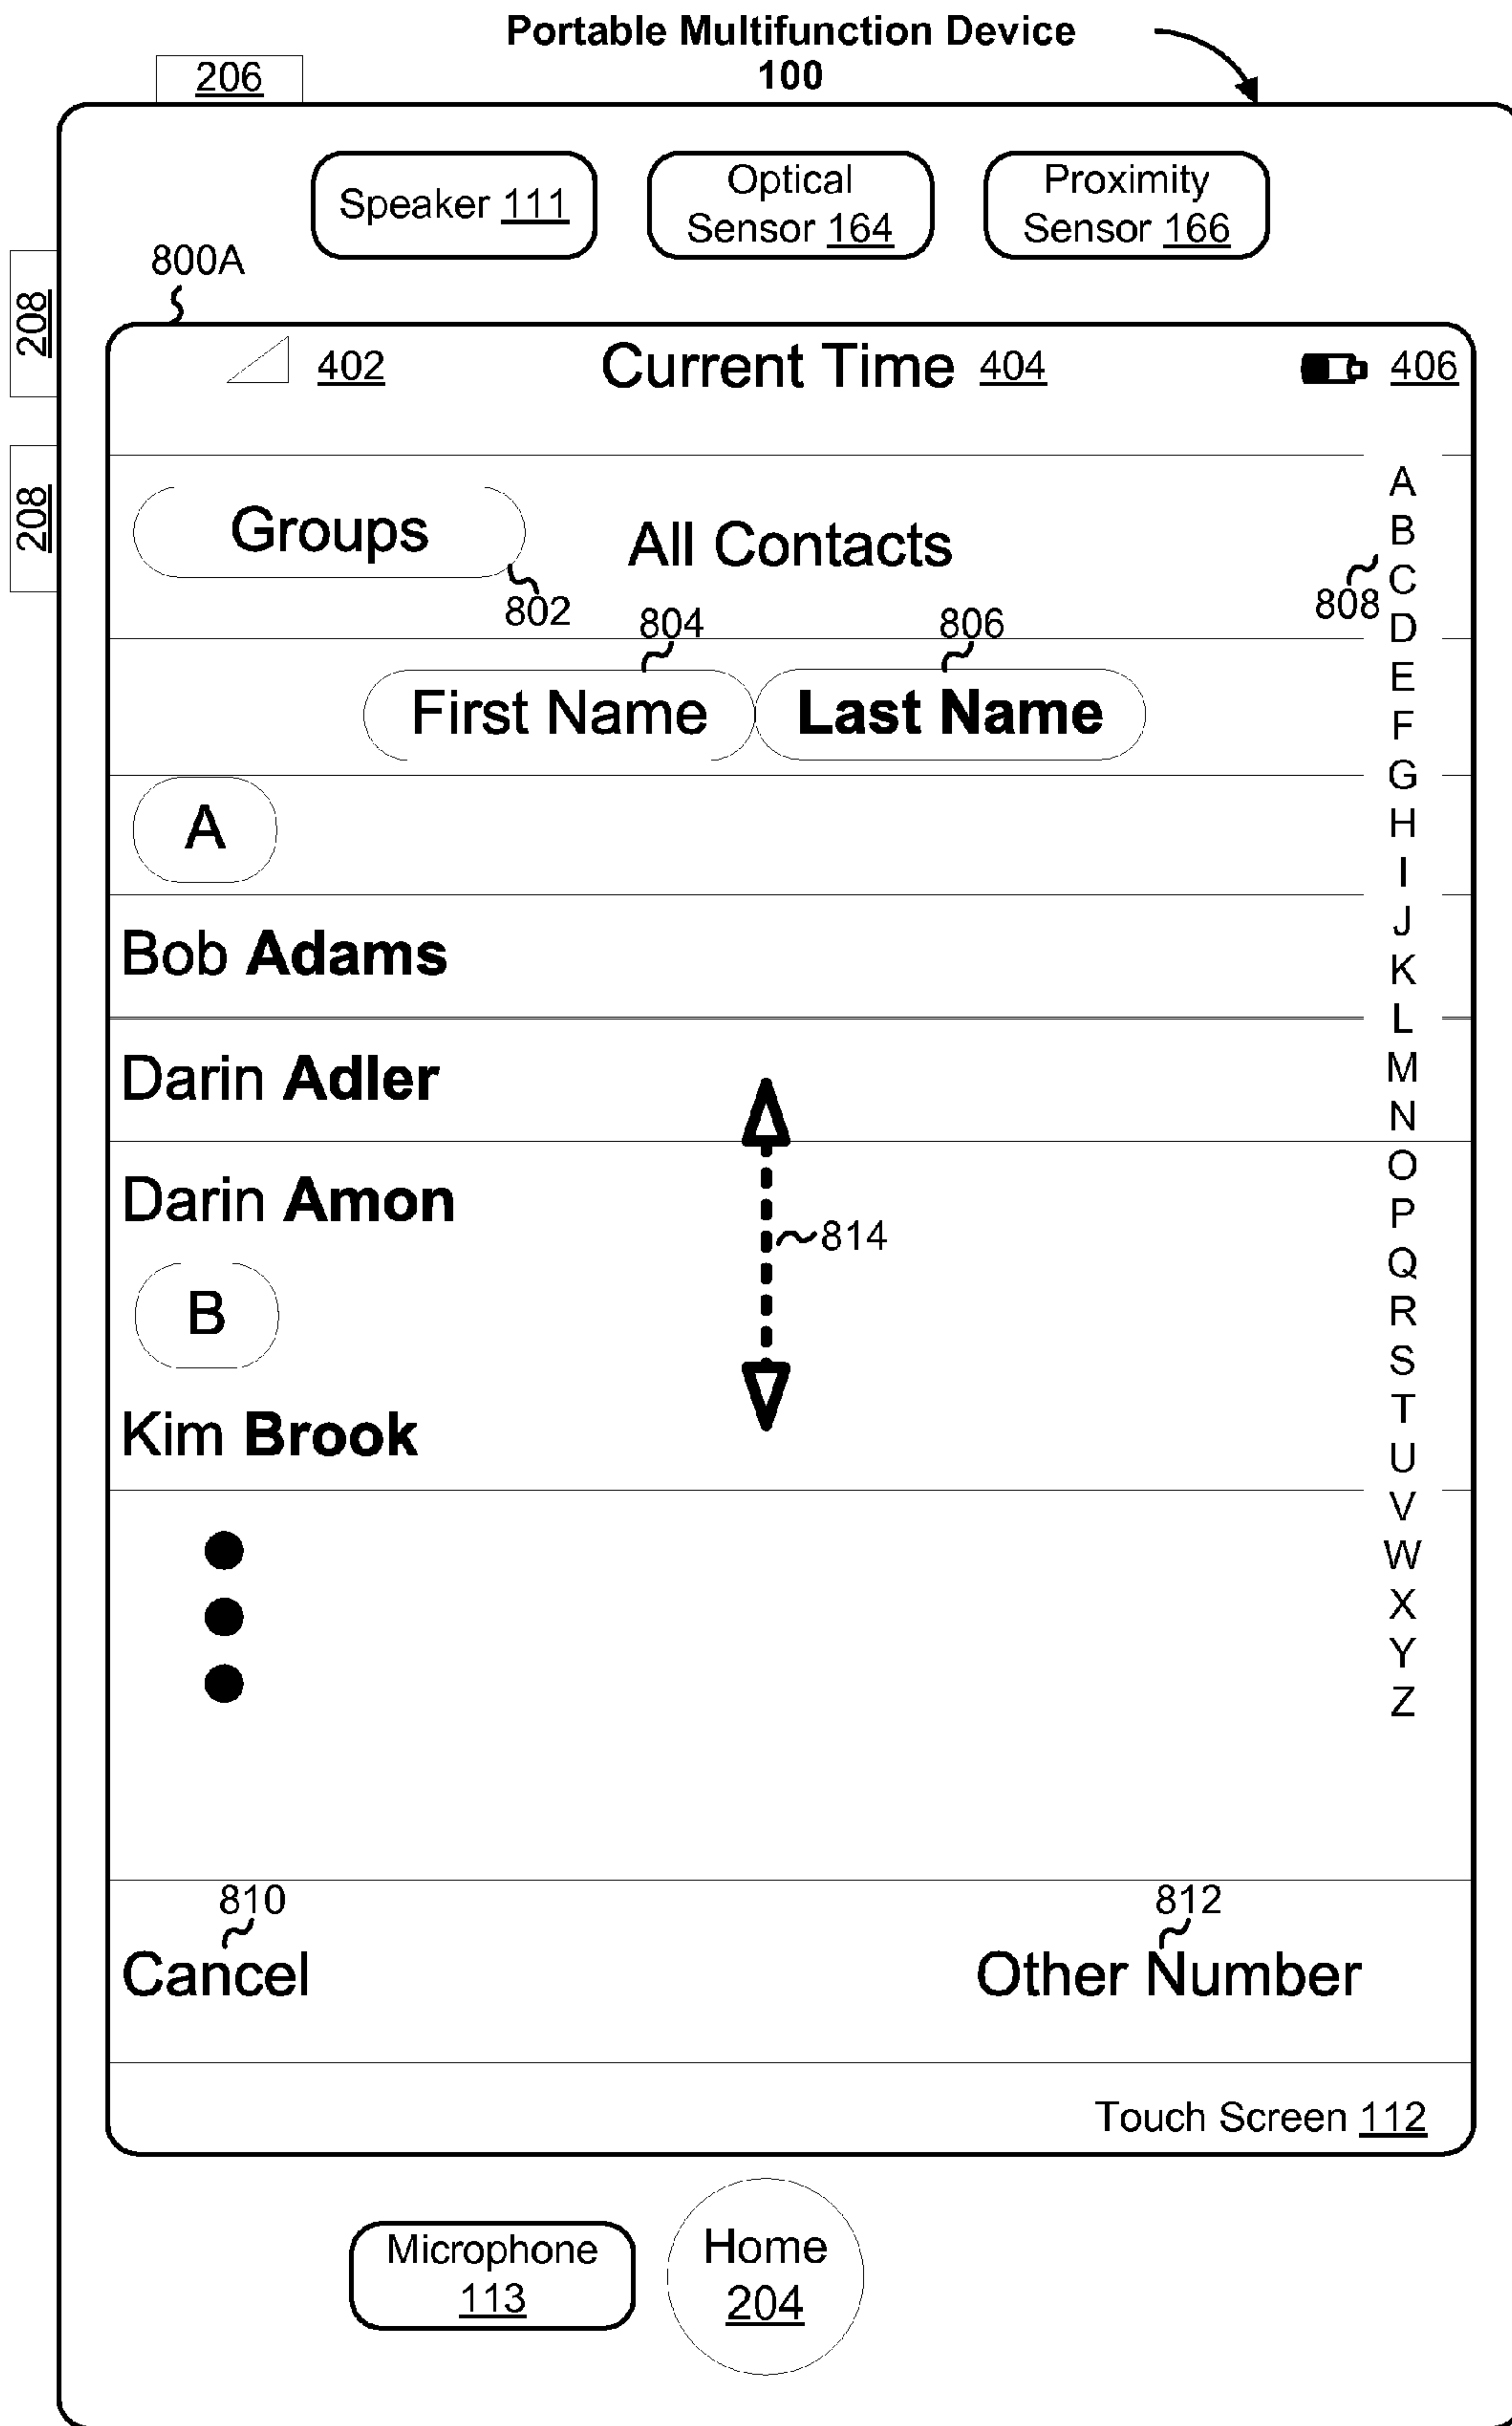 Portable Multifunction Device
100
206
Speaker 111
Optical
Sensor 164
Proximity
Sensor 166
800A
208
208
402
Current Time 404
406
Groups
All Contacts
802
804
806
808
First Name
Last Name
A
Bob Adams
Darin Adler
Darin Amon
814
B
Kim Brook
A
B
C
D
E
F
G
H
I
J
K
L
M
N
O
P
Q
R
S
T
U
V
W
X
Y
Z
810
812
Cancel
Other Number
Touch Screen 112
Microphone
113
Home
204